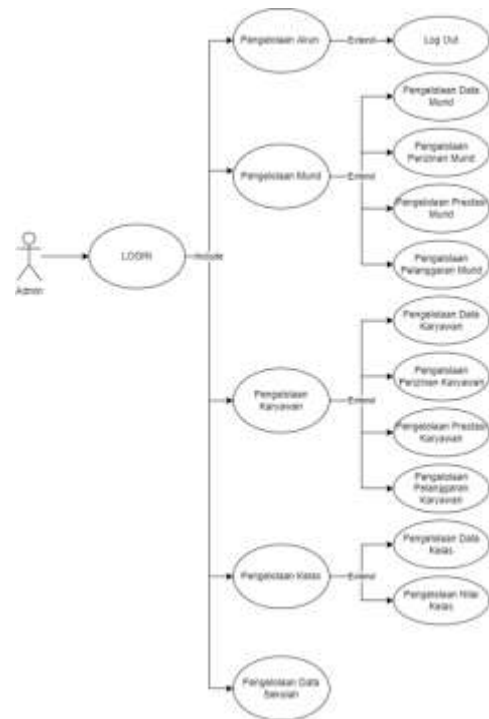 Pengelolaan Akun
Extend
Log Out
Pengelolaan Data
Murid
Pengelolaan
Perizinan Murid
Pengelolaan Murid
Extend
Pengelolaan Prestasi
Murid
Pengelolaan
Pelanggaran Murid
Admin
LOGIN
Include
Pengelolaan Data
Karyawan
Pengelolaan
Perizinan Karyawan
Pengelolaan
Karyawan
Extend
Pengelolaan Prestasi
Karyawan
Pengelolaan
Pelanggaran
Karyawan
Pengelolaan Data
Kelas
Pengelolaan Kelas
Extend
Pengelolaan Nilai
Kelas
Pengelolaan Data
Sekolah